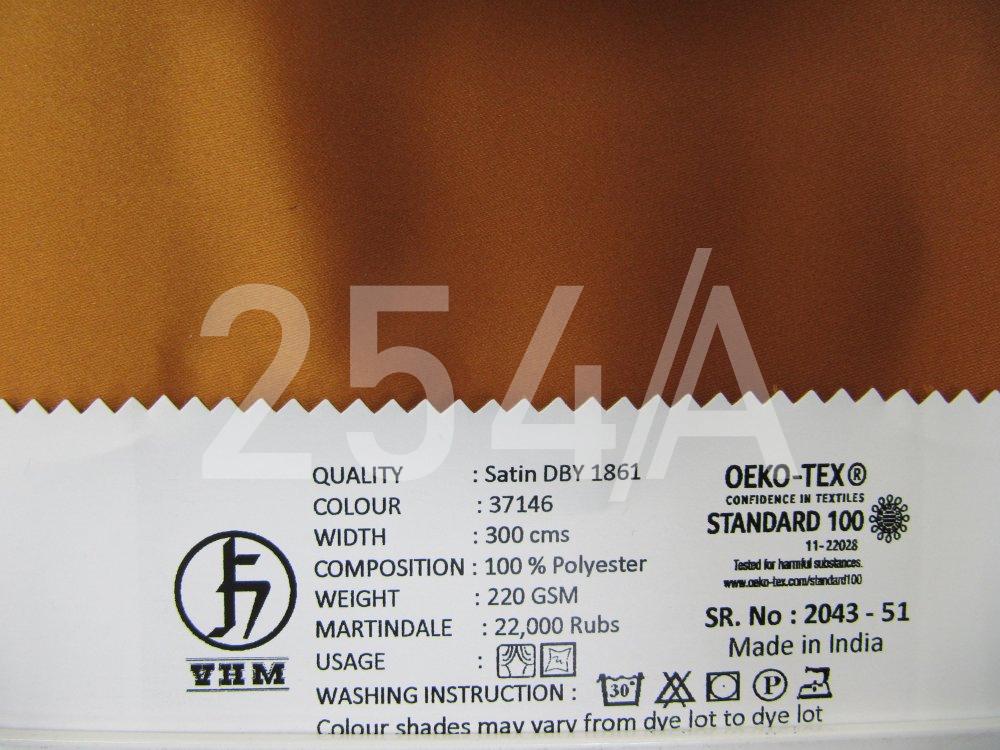 254/A
QUALITY : Satin DBY 1861
COLOUR : 37146
WIDTH : 300 cms
COMPOSITION : 100 % Polyester
WEIGHT : 220 GSM
MARTINDALE : 22,000 Rubs
USAGE :
WASHING INSTRUCTION : 30° P
Colour shades may vary from dye lot to dye lot
VHM
OEKO-TEX®
CONFIDENCE IN TEXTILES
STANDARD 100
11-22028
Tested for harmful substances.
www.oeko-tex.com/standard100
SR. No : 2043 - 51
Made in India